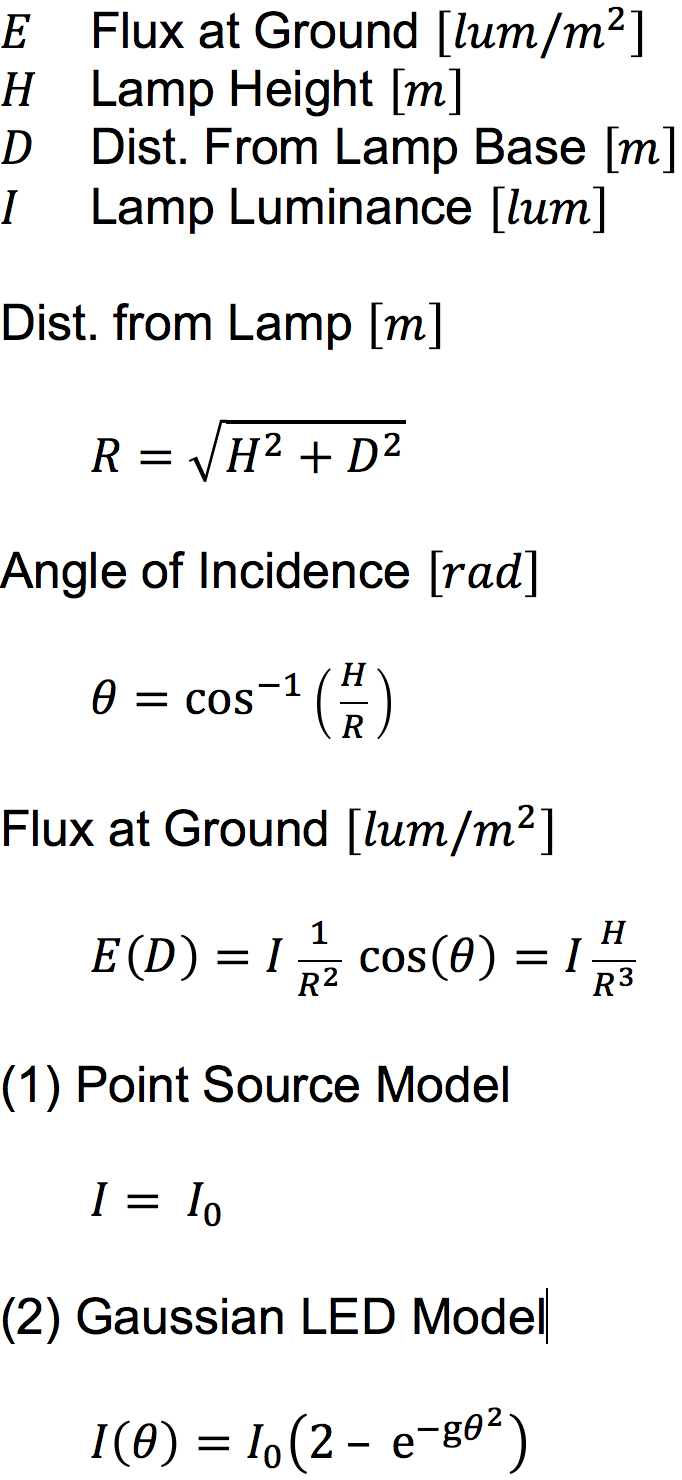 E Flux at Ground [lum/m²]
H Lamp Height [m]
D Dist. From Lamp Base [m]
I Lamp Luminance [lum]
Dist. from Lamp [m]
R = √(H² + D²)
Angle of Incidence [rad]
θ = cos⁻¹(H/R)
Flux at Ground [lum/m²]
E(D) = I 1/R² cos(θ) = I H/R³
(1) Point Source Model
I = I₀
(2) Gaussian LED Model
I(θ) = I₀(2 − e^(−gθ²))